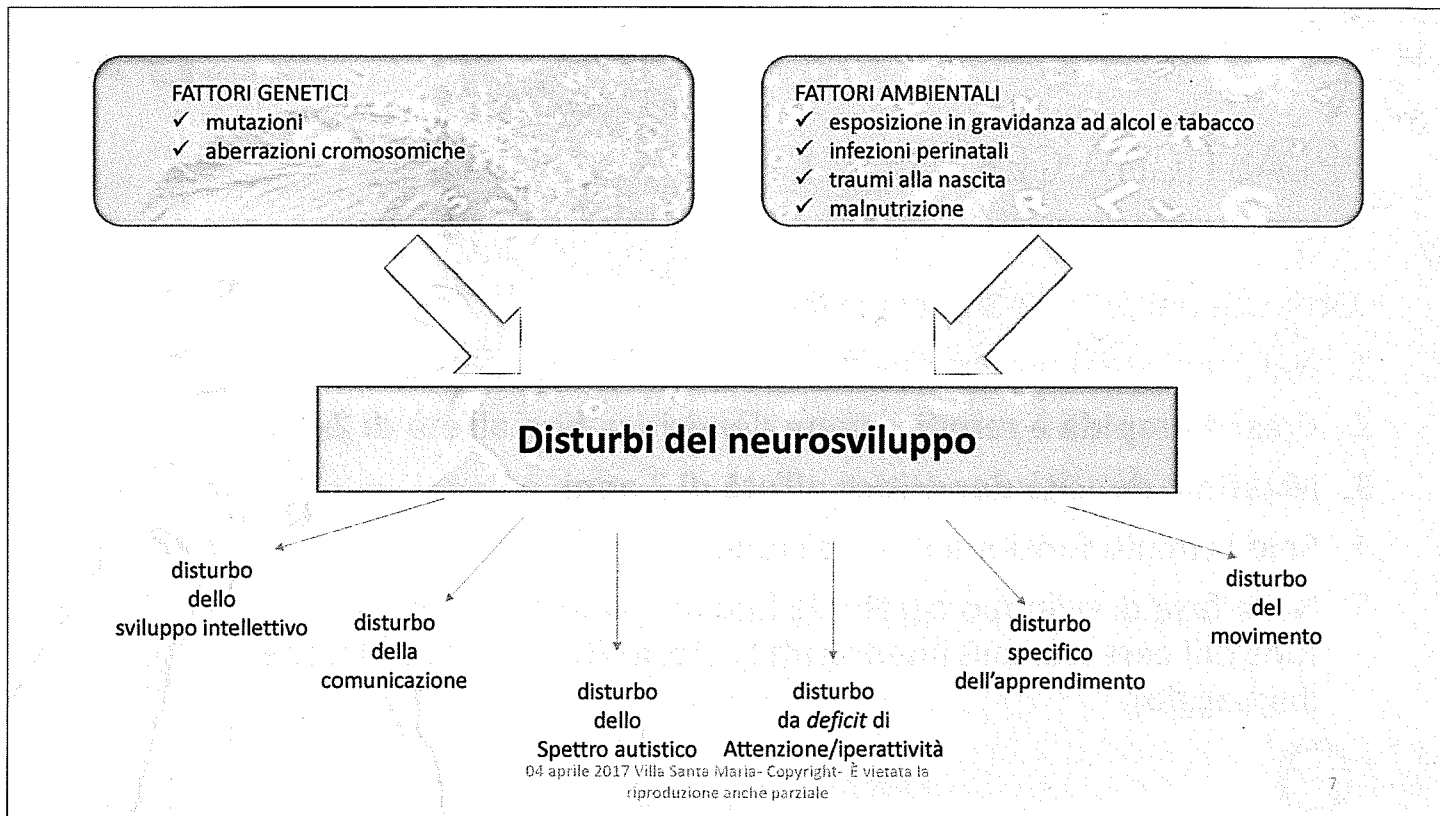 FATTORI GENETICI
✓ mutazioni
✓ aberrazioni cromosomiche
FATTORI AMBIENTALI
✓ esposizione in gravidanza ad alcol e tabacco
✓ infezioni perinatali
✓ traumi alla nascita
✓ malnutrizione
Disturbi del neurosviluppo
disturbo
dello
sviluppo intellettivo
disturbo
della
comunicazione
disturbo
dello
Spettro autistico
disturbo
da deficit di
Attenzione/iperattività
disturbo
specifico
dell'apprendimento
disturbo
del
movimento
04 aprile 2017 Villa Santa Maria- Copyright- È vietata la
riproduzione anche parziale
7